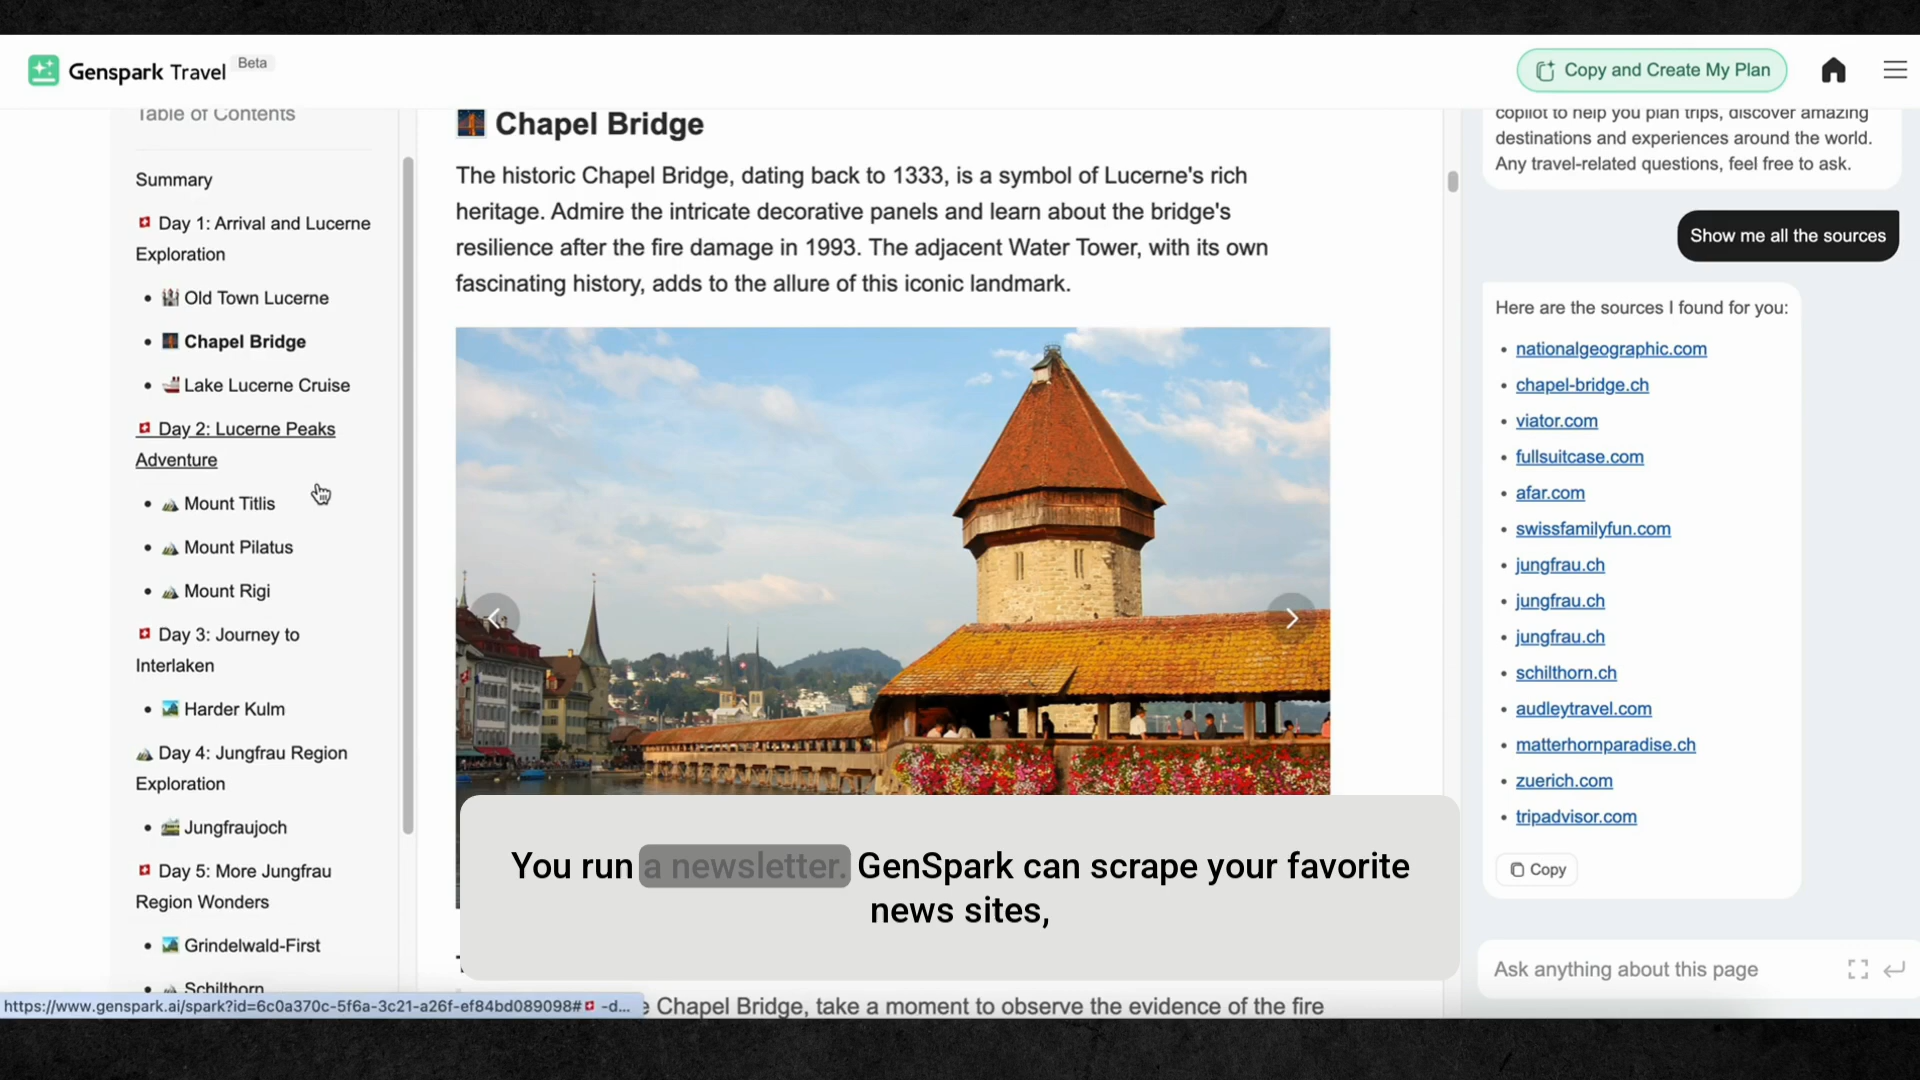 Genspark Travel Beta
Copy and Create My Plan
Table of Contents
Summary
Day 1: Arrival and Lucerne
Exploration
Old Town Lucerne
Chapel Bridge
Lake Lucerne Cruise
Day 2: Lucerne Peaks
Adventure
Mount Titlis
Mount Pilatus
Mount Rigi
Day 3: Journey to
Interlaken
Harder Kulm
Day 4: Jungfrau Region
Exploration
Jungfraujoch
Day 5: More Jungfrau
Region Wonders
Grindelwald-First
Schilthorn
https://www.genspark.ai/spark?id=6c0a370c-5f6a-3c21-a26f-ef84bd089098# -d...
Chapel Bridge
The historic Chapel Bridge, dating back to 1333, is a symbol of Lucerne's rich
heritage. Admire the intricate decorative panels and learn about the bridge's
resilience after the fire damage in 1993. The adjacent Water Tower, with its own
fascinating history, adds to the allure of this iconic landmark.
You run a newsletter. GenSpark can scrape your favorite
news sites,
Chapel Bridge, take a moment to observe the evidence of the fire
copilot to help you plan trips, discover amazing
destinations and experiences around the world.
Any travel-related questions, feel free to ask.
Show me all the sources
Here are the sources I found for you:
nationalgeographic.com
chapel-bridge.ch
viator.com
fullsuitcase.com
afar.com
swissfamilyfun.com
jungfrau.ch
jungfrau.ch
jungfrau.ch
schilthorn.ch
audleytravel.com
matterhornparadise.ch
zuerich.com
tripadvisor.com
Copy
Ask anything about this page